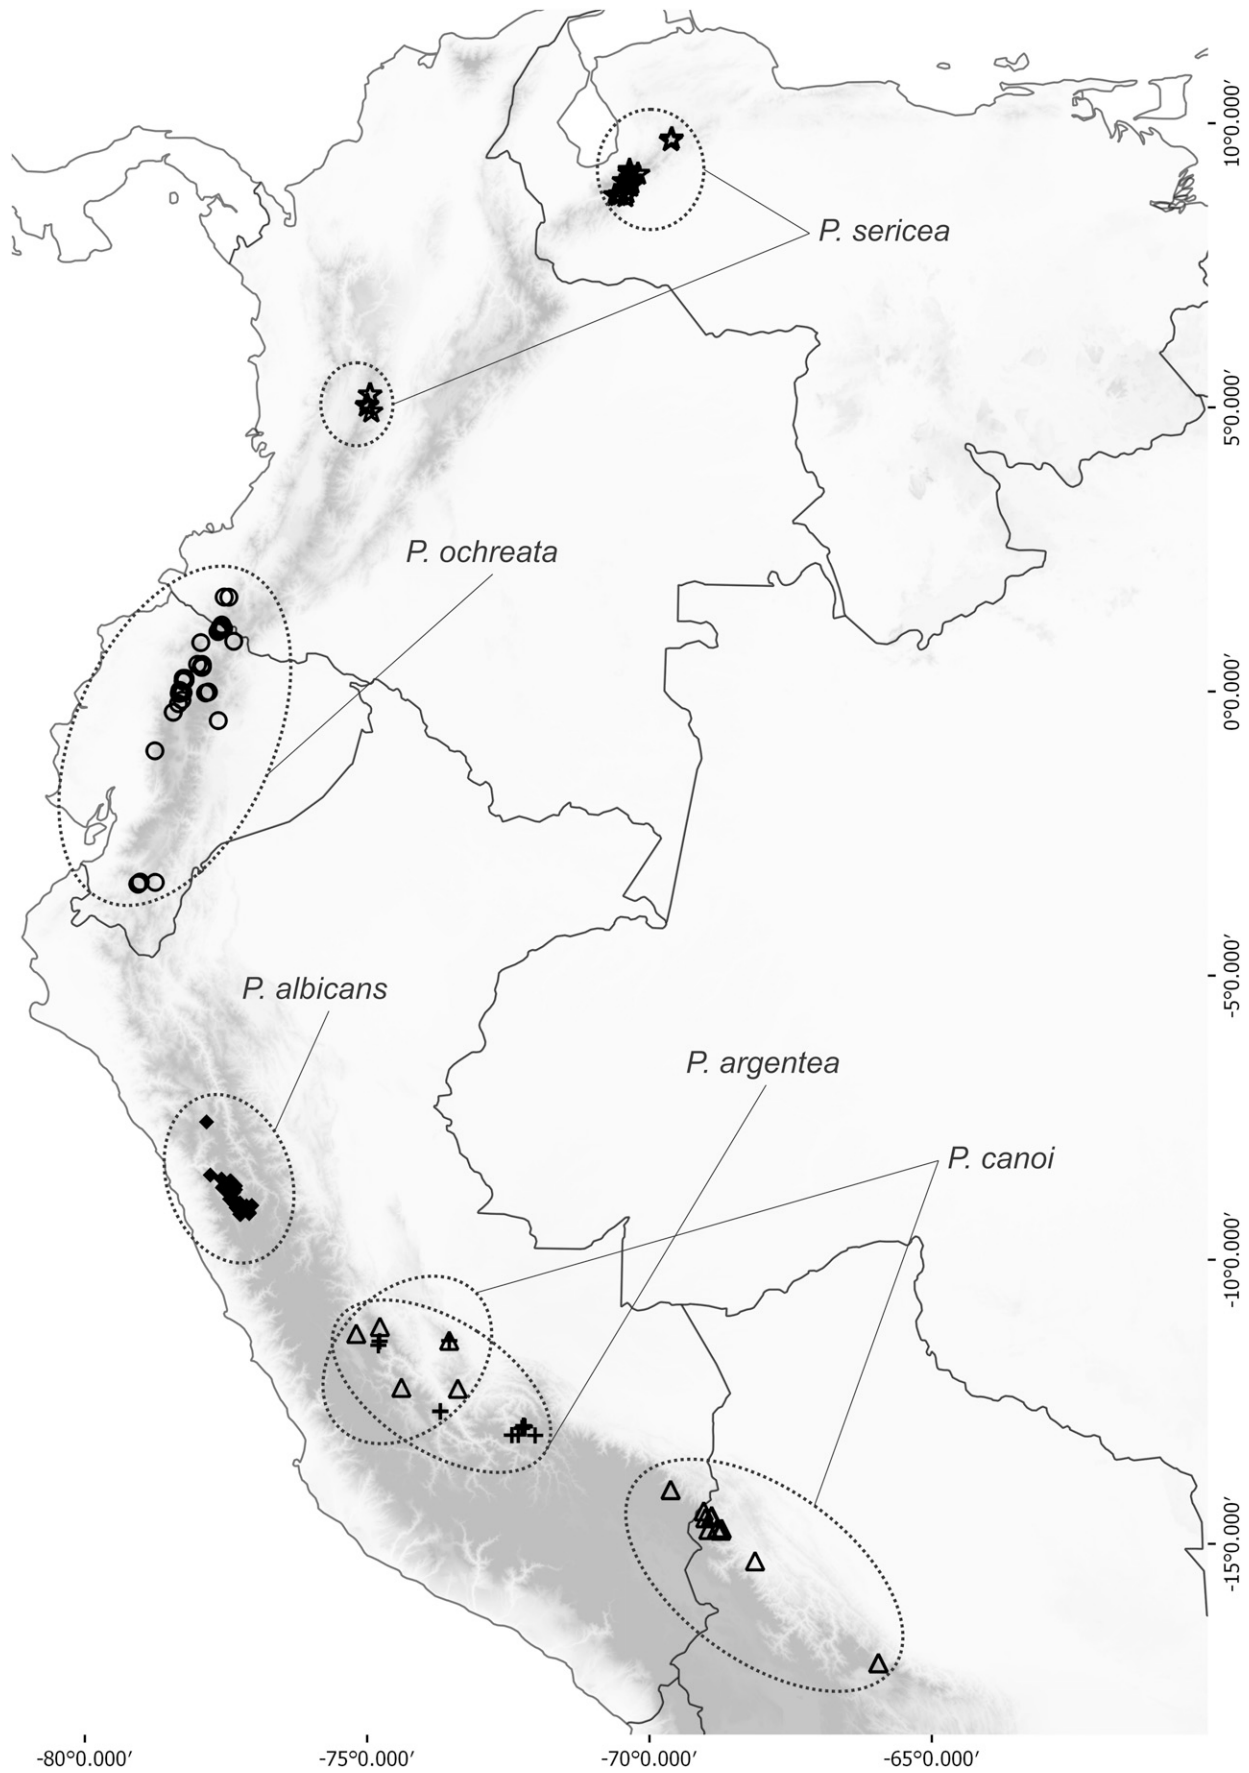 10°0.000′
P. sericea
5°0.000′
P. ochreata
0°0.000′
-5°0.000′
P. albicans
P. argentea
P. canoi
-10°0.000′
-15°0.000′
-80°0.000′
-75°0.000′
-70°0.000′
-65°0.000′